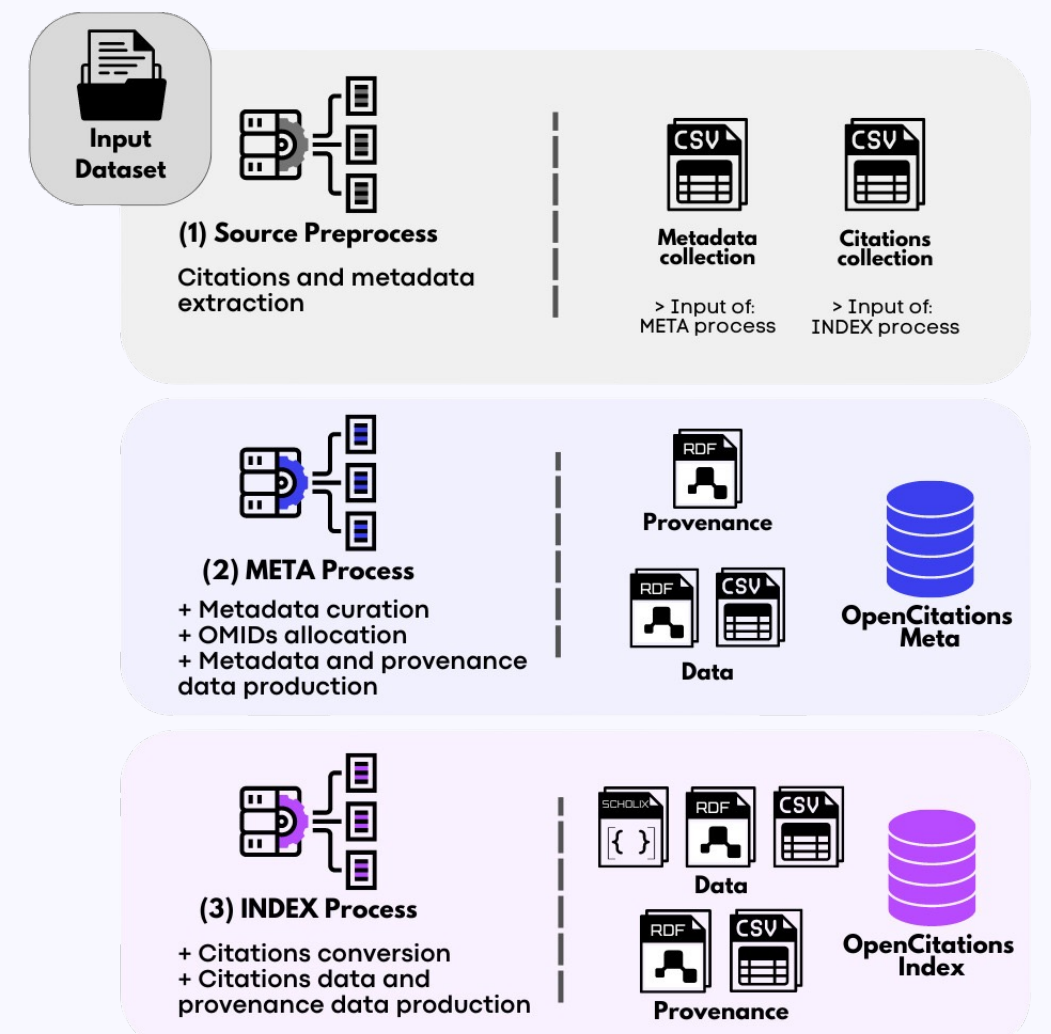 Input
Dataset
(1) Source Preprocess
Citations and metadata
extraction
CSV
CSV
Metadada
collection
Citations
collection
> Input of:
META process
> Input of:
INDEX process
(2) META Process
+ Metadata curation
+ OMIDs allocation
+ Metadata and provenance
data production
RDF
Provenance
RDF
CSV
Data
OpenCitations
Meta
(3) INDEX Process
+ Citations conversion
+ Citations data and
provenance data production
SCHOLIX
[{ }]
RDF
CSV
Data
RDF
CSV
Provenance
OpenCitations
Index